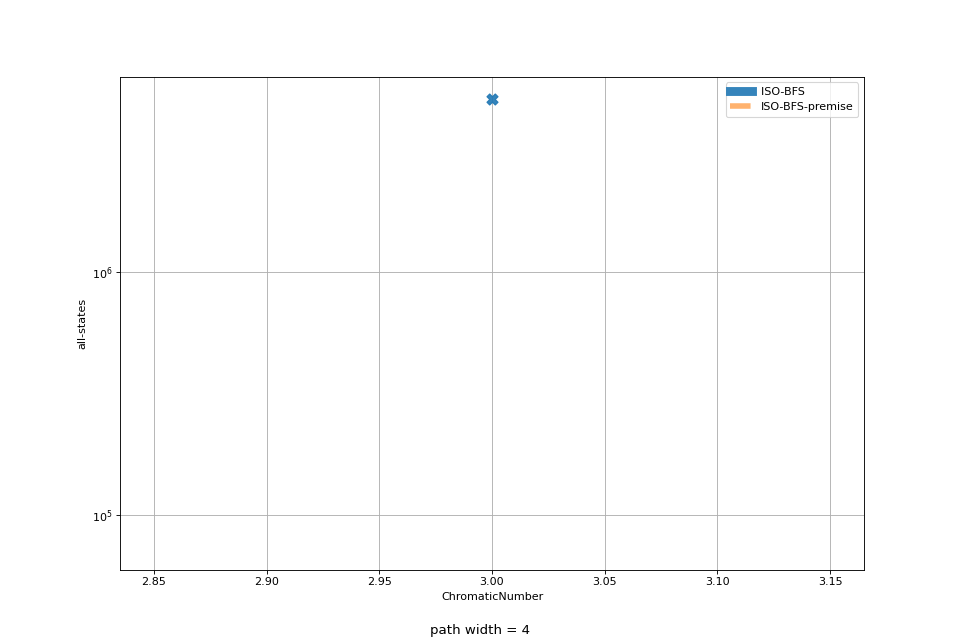 ISO-BFS
ISO-BFS-premise
10^6
10^5
all-states
2.85 2.90 2.95 3.00 3.05 3.10 3.15
ChromaticNumber
path width = 4